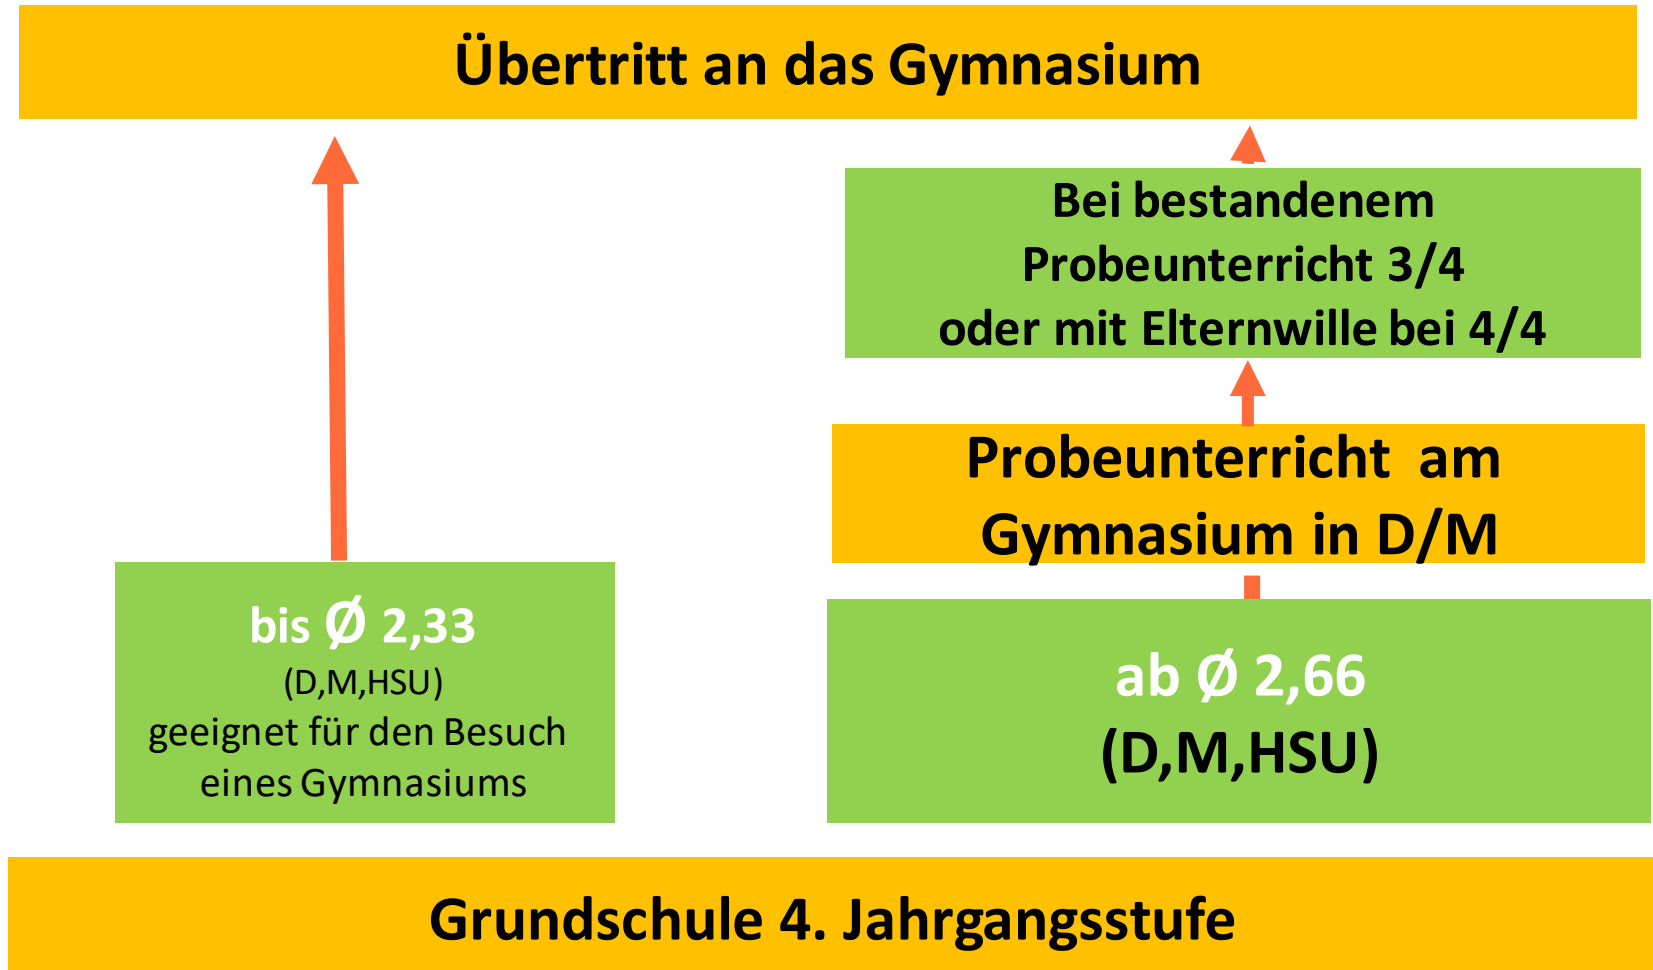 Übertritt an das Gymnasium
Bei bestandenem
Probeunterricht 3/4
oder mit Elternwille bei 4/4
Probeunterricht am
Gymnasium in D/M
bis Ø 2,33
(D,M,HSU)
geeignet für den Besuch
eines Gymnasiums
ab Ø 2,66
(D,M,HSU)
Grundschule 4. Jahrgangsstufe